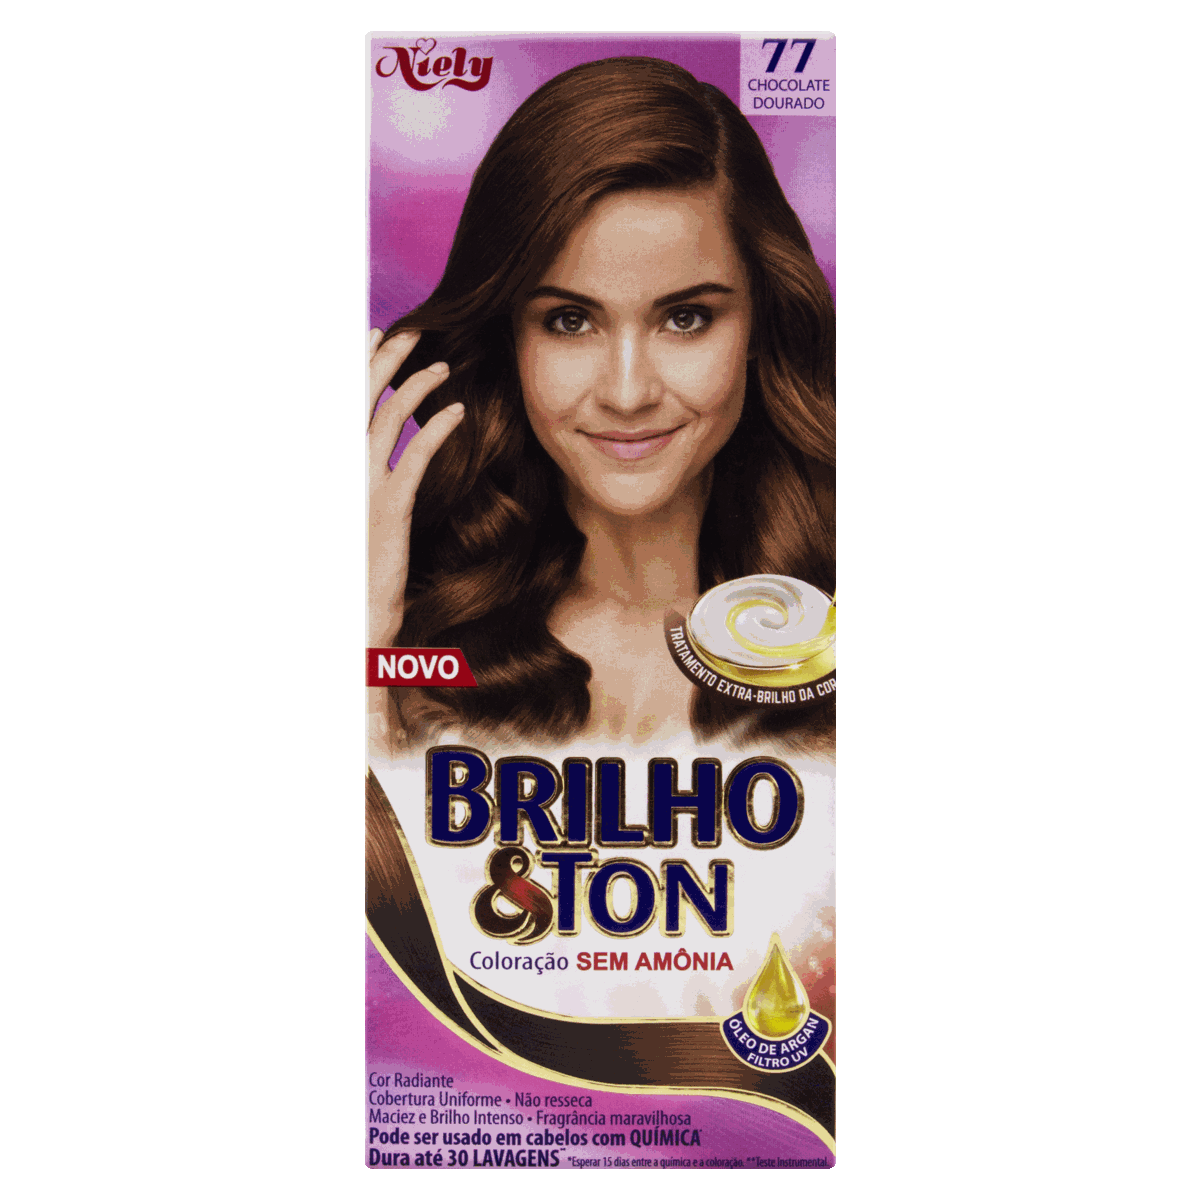 Niely
77
CHOCOLATE
DOURADO
TRATAMENTO EXTRA-BRILHO DA COR
NOVO
BRILHO
&TON
Coloração SEM AMÔNIA
ÓLEO DE ARGAN
FILTRO UV
Cor Radiante
Cobertura Uniforme • Não resseca
Maciez e Brilho Intenso • Fragrância maravilhosa
Pode ser usado em cabelos com QUÍMICA*
Dura até 30 LAVAGENS** *Esperar 15 dias entre a química e a coloração. **Teste Instrumental.